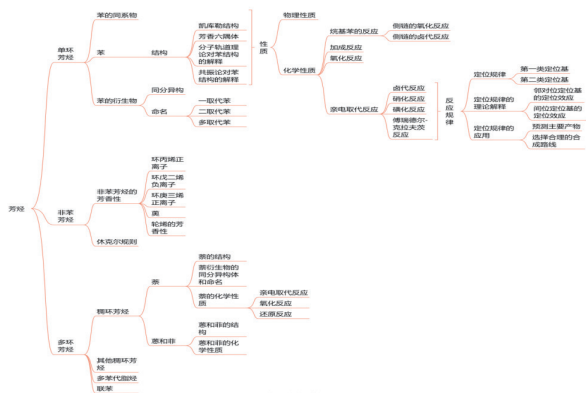 芳烃
单环
芳烃
苯的同系物
苯
结构
凯库勒结构
芳香六隅体
分子轨道理
论对苯结构
的解释
共振论对苯
结构的解释
苯的衍生物
同分异构
命名
一取代苯
二取代苯
多取代苯
性
质
物理性质
化学性质
烷基苯的反应
侧链的氧化反应
侧链的卤代反应
加成反应
氧化反应
亲电取代反应
卤代反应
硝化反应
磺化反应
傅瑞德尔-
克拉夫茨
反应
反
应
规
律
定位规律
第一类定位基
第二类定位基
定位规律的
理论解释
邻对位定位基
的定位效应
间位定位基的
定位效应
定位规律的
应用
预测主要产物
选择合理的合
成路线
非苯
芳烃
非苯芳烃的
芳香性
环丙烯正
离子
环戊二烯
负离子
环庚三烯
正离子
薁
轮烯的芳
香性
休克尔规则
多环
芳烃
稠环芳烃
萘
萘的结构
萘衍生物的
同分异构体
和命名
萘的化学性
质
亲电取代反应
氧化反应
还原反应
蒽和菲
蒽和菲的结
构
蒽和菲的化
学性质
其他稠环芳
烃
多苯代脂烃
联苯